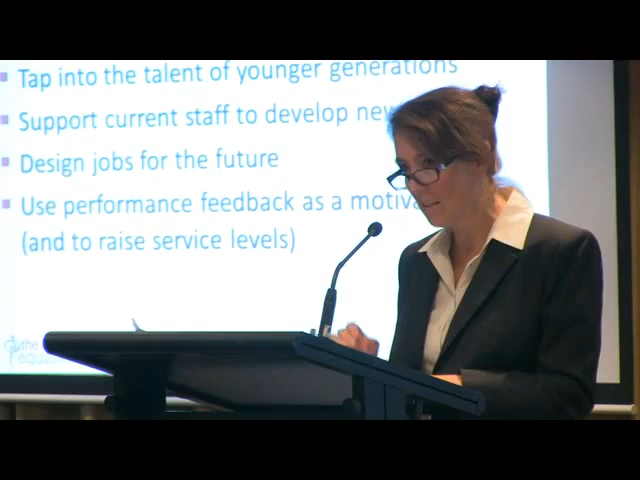 Tap into the talent of younger generations
Support current staff to develop new
Design jobs for the future
Use performance feedback as a
(and to raise service levels)
the